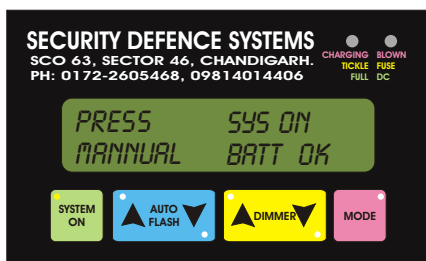 SECURITY DEFENCE SYSTEMS
SCO 63, SECTOR 46, CHANDIGARH.
PH: 0172-2605468, 09814014406
CHARGING BLOWN
TICKLE FUSE
FULL DC
PRESS SYS ON
MANNURL BATT OK
SYSTEM ON
AUTO FLASH
DIMMER
MODE